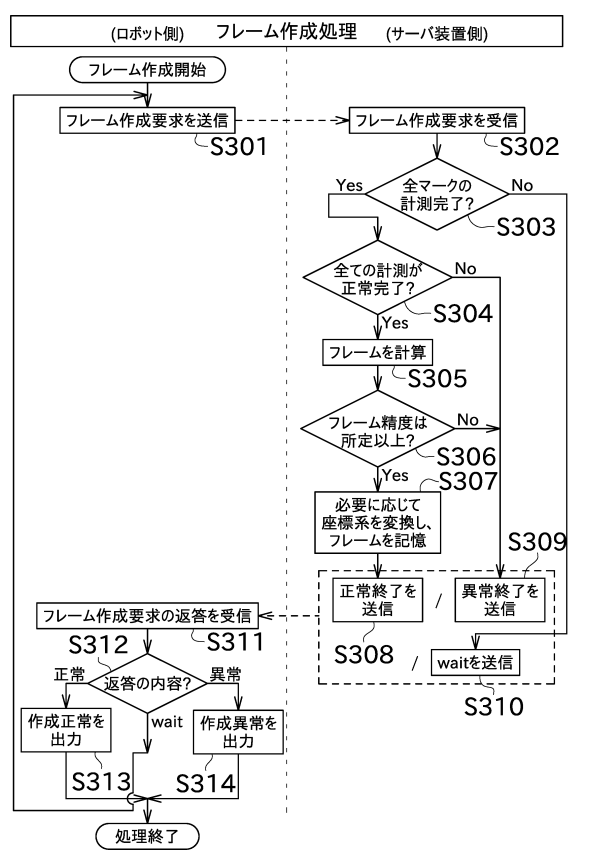 (ロボット側) フレーム作成処理 (サーバ装置側)
フレーム作成開始
フレーム作成要求を送信
S301
フレーム作成要求を受信
S302
全マークの
計測完了?
Yes
No
S303
全ての計測が
正常完了?
No
S304
Yes
フレームを計算
S305
フレーム精度は
所定以上?
No
S306
Yes
S307
必要に応じて
座標系を変換し、
フレームを記憶
S309
正常終了を
送信
/
異常終了を
送信
S308
/
waitを送信
S310
フレーム作成要求の返答を受信
S311
S312
返答の内容?
正常
異常
wait
作成正常を
出力
作成異常を
出力
S313
S314
処理終了